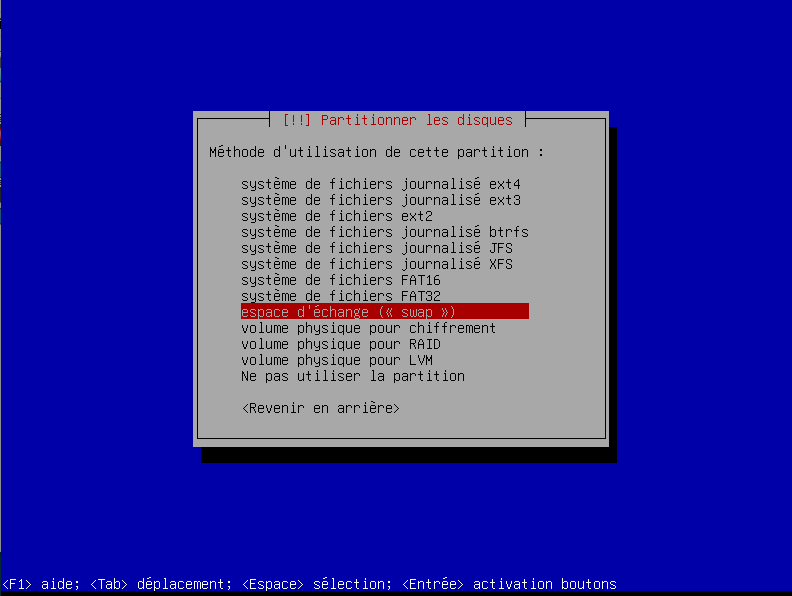 [!!] Partitionner les disques
Méthode d'utilisation de cette partition :
système de fichiers journalisé ext4
système de fichiers journalisé ext3
système de fichiers ext2
système de fichiers journalisé btrfs
système de fichiers journalisé JFS
système de fichiers journalisé XFS
système de fichiers FAT16
système de fichiers FAT32
espace d'échange (« swap »)
volume physique pour chiffrement
volume physique pour RAID
volume physique pour LVM
Ne pas utiliser la partition
<Revenir en arrière>
<F1> aide; <Tab> déplacement; <Espace> sélection; <Entrée> activation boutons